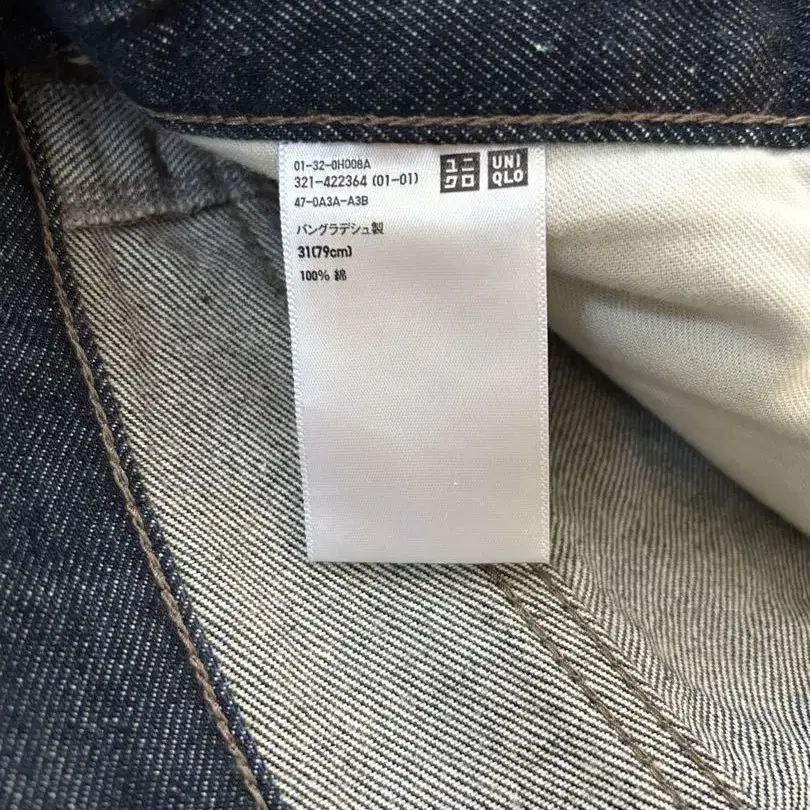 01-32-0H008A
321-422364 (01-01)
47-0A3A-A3B
ユニクロ
UNIQLO
バングラデシュ製
31(79cm)
100% 綿